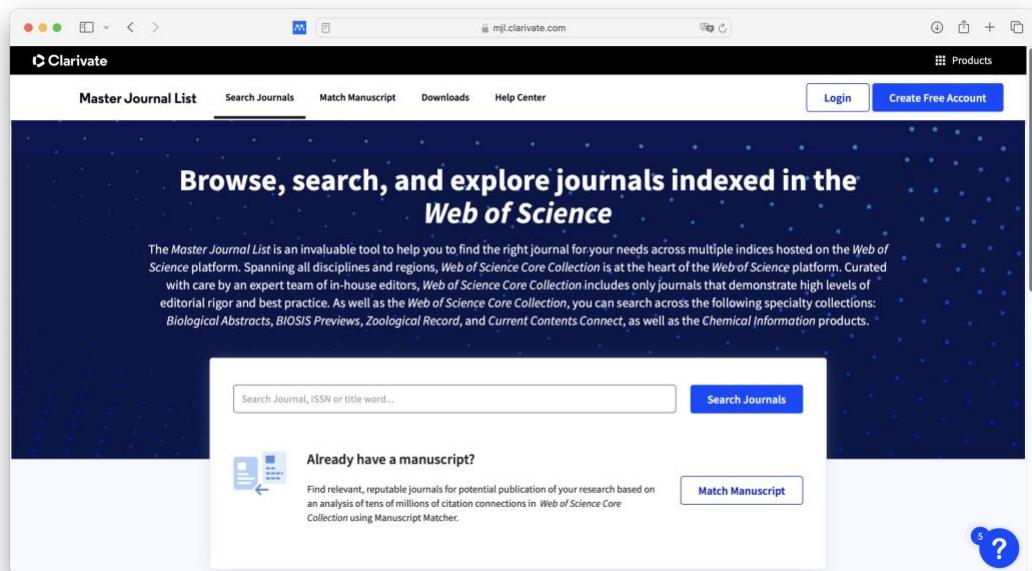 mjl.clarivate.com
Clarivate
Products
Master Journal List
Search Journals
Match Manuscript
Downloads
Help Center
Login
Create Free Account
Browse, search, and explore journals indexed in the
Web of Science
The Master Journal List is an invaluable tool to help you to find the right journal for your needs across multiple indices hosted on the Web of
Science platform. Spanning all disciplines and regions, Web of Science Core Collection is at the heart of the Web of Science platform. Curated
with care by an expert team of in-house editors, Web of Science Core Collection includes only journals that demonstrate high levels of
editorial rigor and best practice. As well as the Web of Science Core Collection, you can search across the following specialty collections:
Biological Abstracts, BIOSIS Previews, Zoological Record, and Current Contents Connect, as well as the Chemical Information products.
Search Journal, ISSN or title word...
Search Journals
Already have a manuscript?
Find relevant, reputable journals for potential publication of your research based on
an analysis of tens of millions of citation connections in Web of Science Core
Collection using Manuscript Matcher.
Match Manuscript
5
?